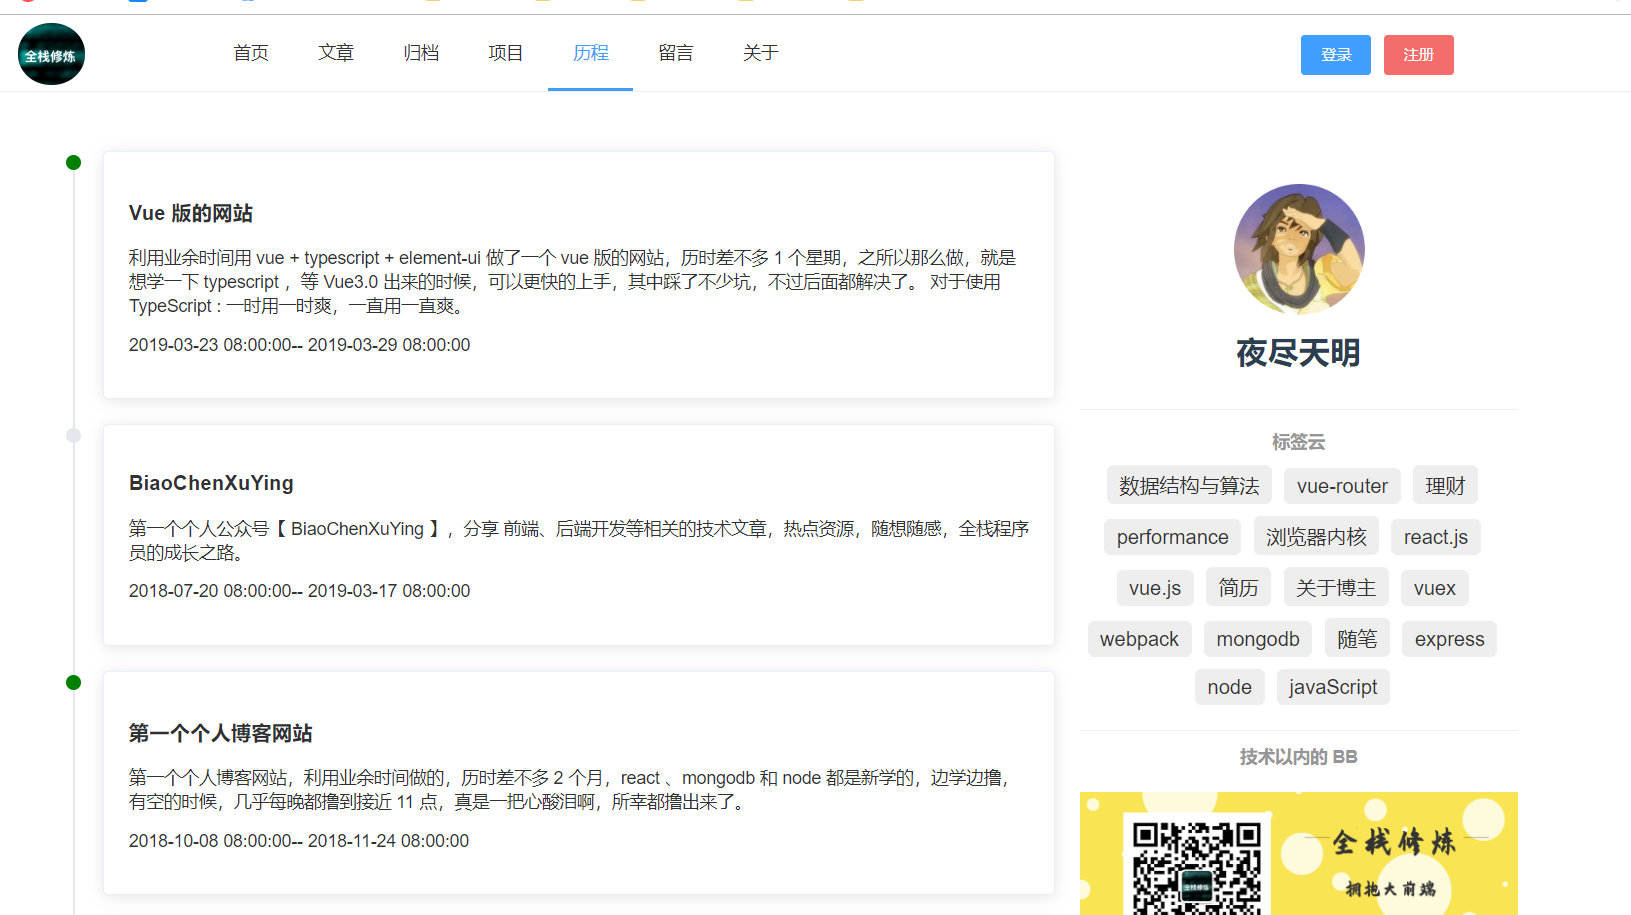 全栈修炼
首页 文章 归档 项目 历程 留言 关于
登录 注册
Vue 版的网站
利用业余时间用 vue + typescript + element-ui 做了一个 vue 版的网站，历时差不多 1 个星期，之所以那么做，就是
想学一下 typescript ，等 Vue3.0 出来的时候，可以更快的上手，其中踩了不少坑，不过后面都解决了。 对于使用
TypeScript : 一时用一时爽，一直用一直爽。
2019-03-23 08:00:00-- 2019-03-29 08:00:00
BiaoChenXuYing
第一个个人公众号【 BiaoChenXuYing 】，分享 前端、后端开发等相关的技术文章，热点资源，随想随感，全栈程序
员的成长之路。
2018-07-20 08:00:00-- 2019-03-17 08:00:00
第一个个人博客网站
第一个个人博客网站，利用业余时间做的，历时差不多 2 个月，react 、mongodb 和 node 都是新学的，边学边撸，
有空的时候，几乎每晚都撸到接近 11 点，真是一把心酸泪啊，所幸都撸出来了。
2018-10-08 08:00:00-- 2018-11-24 08:00:00
夜尽天明
标签云
数据结构与算法 vue-router 理财
performance 浏览器内核 react.js
vue.js 简历 关于博主 vuex
webpack mongodb 随笔 express
node javaScript
技术以内的 BB
全栈修炼
拥抱大前端
全栈修炼